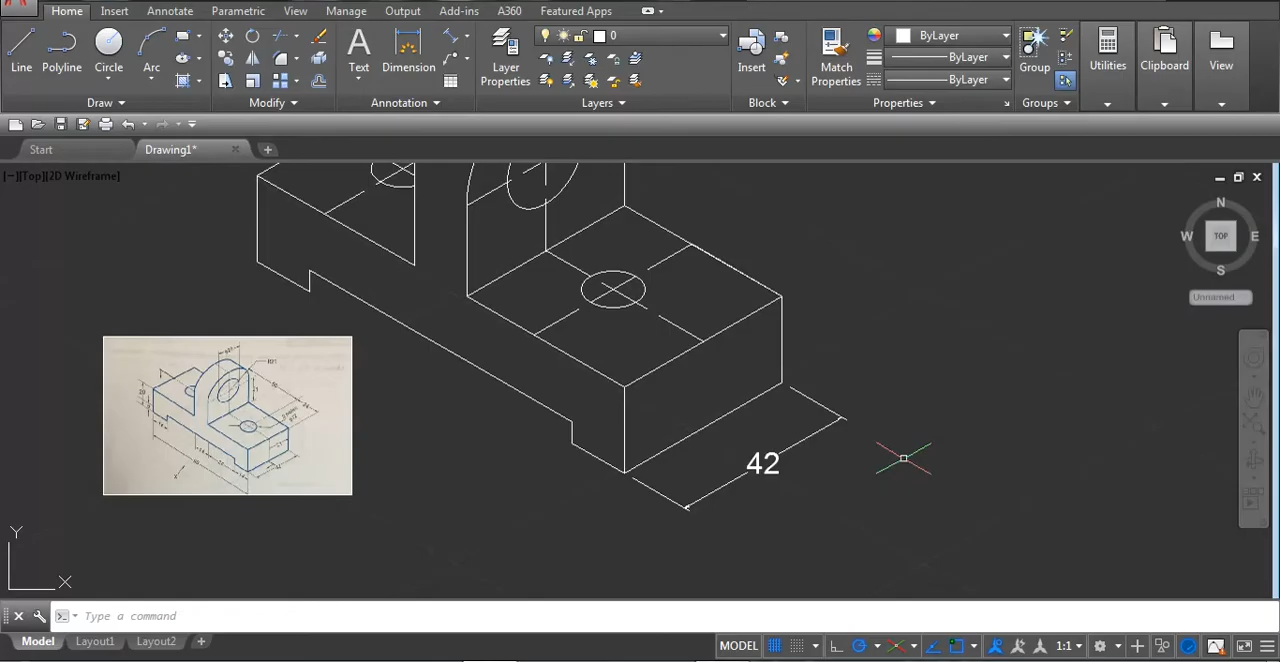 Home Insert Annotate Parametric View Manage Output Add-ins A360 Featured Apps
Line Polyline Circle Arc Text Dimension Layer Properties 0 Insert Match Properties ByLayer ByLayer ByLayer Group Utilities Clipboard View
Draw Modify Annotation Layers Block Properties Groups
Start Drawing1* 
[−][Top][2D Wireframe]
N
W TOP E
S
Unnamed
42
Y
X
Type a command
Model Layout1 Layout2 MODEL 1:1